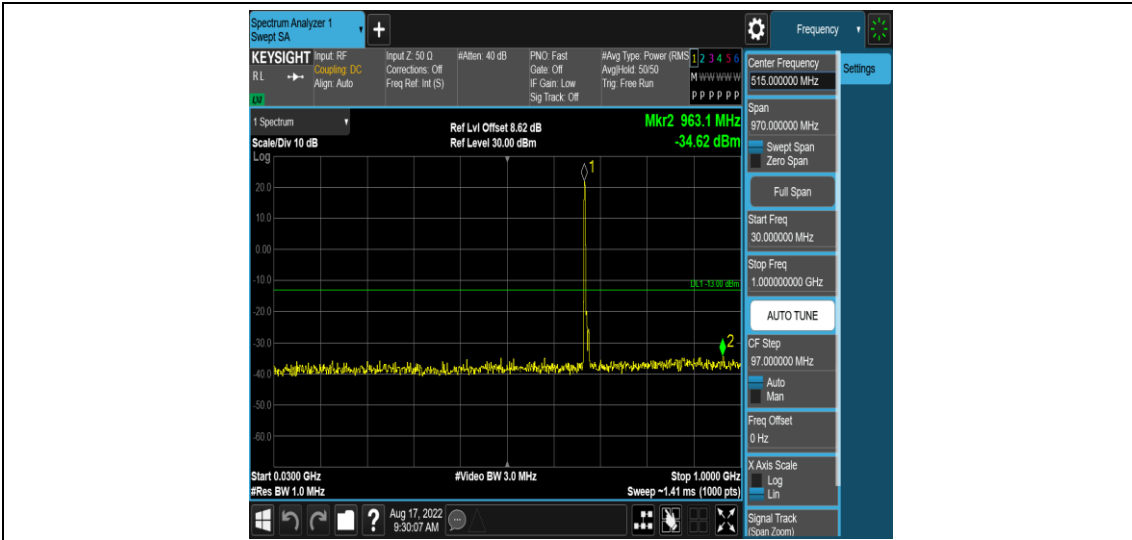 Spectrum Analyzer 1
Swept SA
+
Frequency
KEYSIGHT
RL
LXI
Input: RF
Coupling: DC
Align: Auto
Input Z: 50 Ω
Corrections: Off
Freq Ref: Int (S)
#Atten: 40 dB
PNO: Fast
Gate: Off
IF Gain: Low
Sig Track: Off
#Avg Type: Power (RMS
Avg|Hold: 50/50
Trig: Free Run
1 2 3 4 5 6
M W W W W W
P P P P P P
1 Spectrum
Scale/Div 10 dB
Ref Lvl Offset 8.62 dB
Ref Level 30.00 dBm
Mkr2 963.1 MHz
-34.62 dBm
Log
1
20.0
10.0
0.00
-10.0
DL1 -13.00 dBm
-20.0
-30.0
2
-40.0
-50.0
-60.0
Start 0.0300 GHz
#Res BW 1.0 MHz
#Video BW 3.0 MHz
Stop 1.0000 GHz
Sweep ~1.41 ms (1000 pts)
?
Aug 17, 2022
9:30:07 AM
Center Frequency
515.000000 MHz
Settings
Span
970.000000 MHz
Swept Span
Zero Span
Full Span
Start Freq
30.000000 MHz
Stop Freq
1.000000000 GHz
AUTO TUNE
CF Step
97.000000 MHz
Auto
Man
Freq Offset
0 Hz
X Axis Scale
Log
Lin
Signal Track
(Span Zoom)